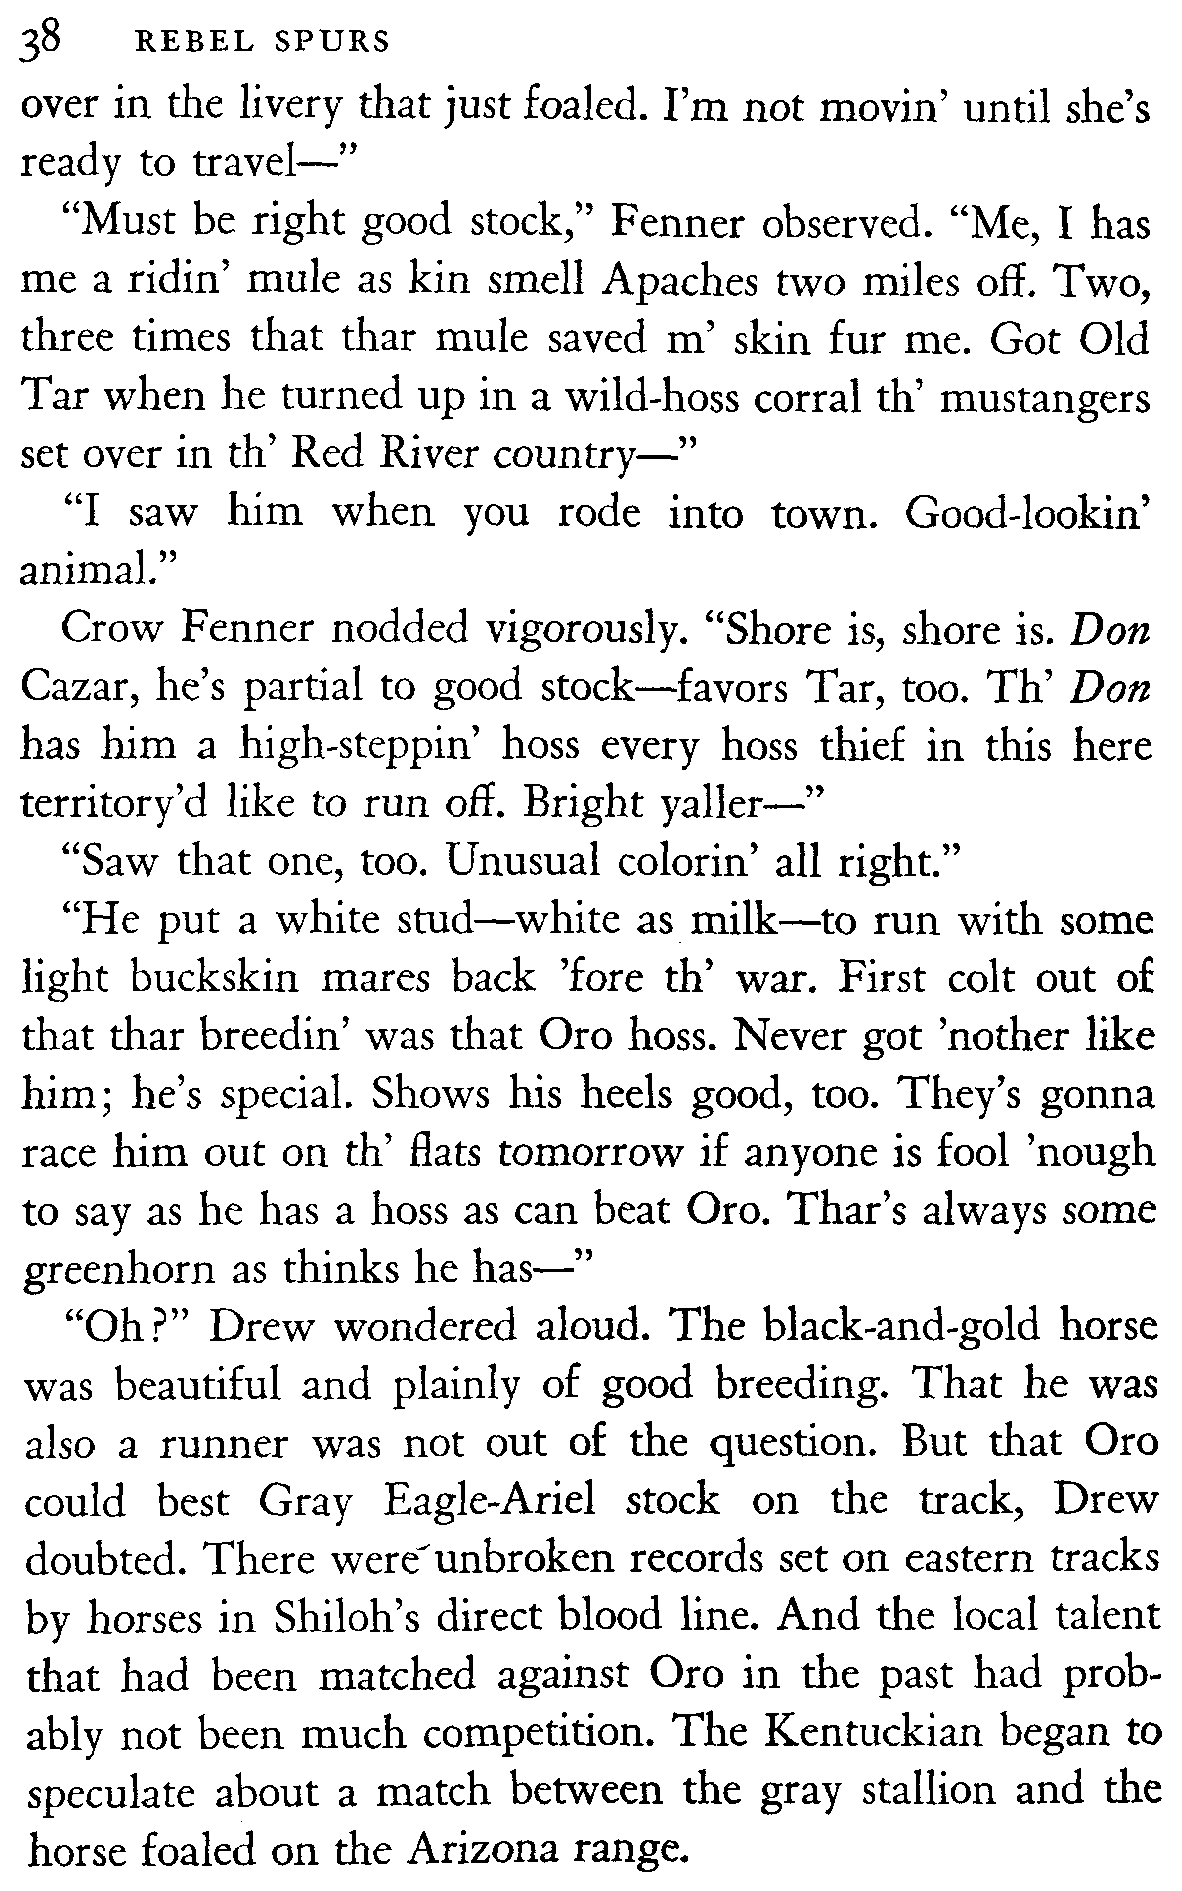 38 REBEL SPURS
over in the livery that just foaled. I’m not movin’ until she’s
ready to travel—”
“Must be right good stock,” Fenner observed. “Me, I has
me a ridin’ mule as kin smell Apaches two miles off. Two,
three times that thar mule saved m’ skin fur me. Got Old
Tar when he turned up in a wild-hoss corral th’ mustangers
set over in th’ Red River country—”
“I saw him when you rode into town. Good-lookin’
animal.”
Crow Fenner nodded vigorously. “Shore is, shore is. Don
Cazar, he’s partial to good stock—favors Tar, too. Th’ Don
has him a high-steppin’ hoss every hoss thief in this here
territory’d like to run off. Bright yaller—”
“Saw that one, too. Unusual colorin’ all right.”
“He put a white stud—white as milk—to run with some
light buckskin mares back ’fore th’ war. First colt out of
that thar breedin’ was that Oro hoss. Never got ’nother like
him; he’s special. Shows his heels good, too. They’s gonna
race him out on th’ flats tomorrow if anyone is fool ’nough
to say as he has a hoss as can beat Oro. Thar’s always some
greenhorn as thinks he has—”
“Oh?” Drew wondered aloud. The black-and-gold horse
was beautiful and plainly of good breeding. That he was
also a runner was not out of the question. But that Oro
could best Gray Eagle-Ariel stock on the track, Drew
doubted. There were unbroken records set on eastern tracks
by horses in Shiloh’s direct blood line. And the local talent
that had been matched against Oro in the past had prob-
ably not been much competition. The Kentuckian began to
speculate about a match between the gray stallion and the
horse foaled on the Arizona range.